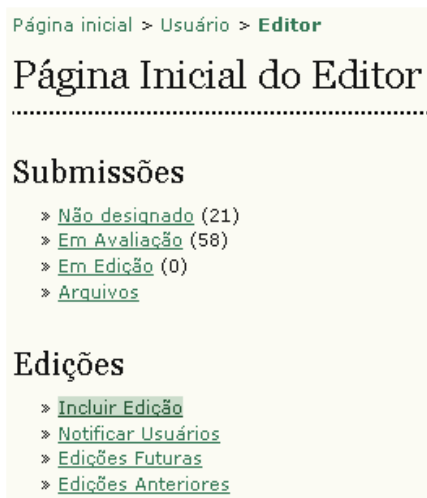 Página inicial > Usuário > Editor
Página Inicial do Editor
Submissões
» Não designado (21)
» Em Avaliação (58)
» Em Edição (0)
» Arquivos
Edições
» Incluir Edição
» Notificar Usuários
» Edições Futuras
» Edições Anteriores